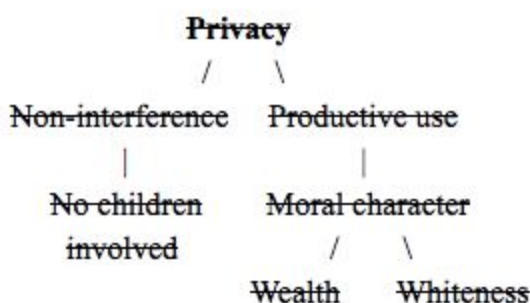 Privacy
/ \
Non-interference Productive use
| |
No children Moral character
involved / \
Wealth Whiteness